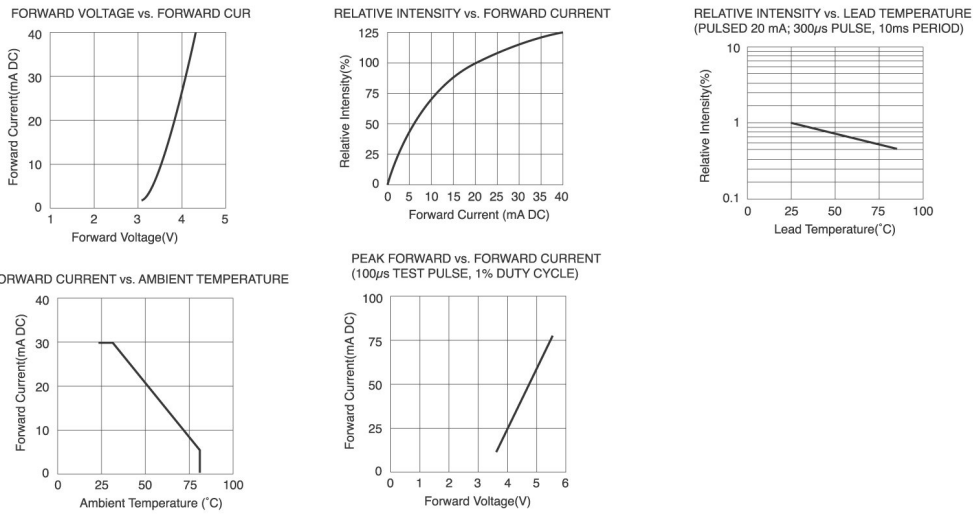 FORWARD VOLTAGE vs. FORWARD CUR
40
30
20
10
0
1 2 3 4 5
Forward Current(mA DC)
Forward Voltage(V)
RELATIVE INTENSITY vs. FORWARD CURRENT
125
100
75
50
25
0
0 5 10 15 20 25 30 35 40
Relative Intensity(%)
Forward Current (mA DC)
RELATIVE INTENSITY vs. LEAD TEMPERATURE
(PULSED 20 mA; 300µs PULSE, 10ms PERIOD)
10
1
0.1
0 25 50 75 100
Relative Intensity(%)
Lead Temperature(˚C)
ORWARD CURRENT vs. AMBIENT TEMPERATURE
40
30
20
10
0
0 25 50 75 100
Forward Current(mA DC)
Ambient Temperature (˚C)
PEAK FORWARD vs. FORWARD CURRENT
(100µs TEST PULSE, 1% DUTY CYCLE)
100
75
50
25
0
0 1 2 3 4 5 6
Forward Current(mA DC)
Forward Voltage(V)